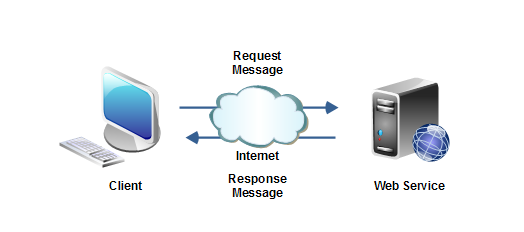 Request
Message
Internet
Response
Message
Client
Web Service